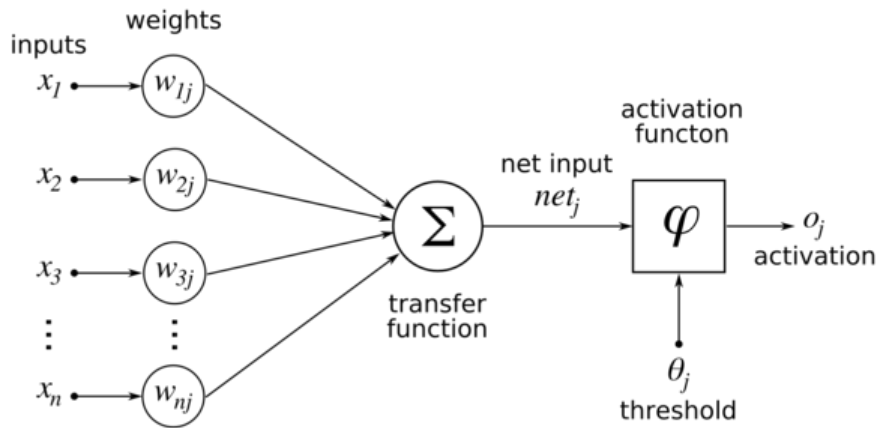 inputs
weights
x1
w1j
x2
w2j
x3
w3j
⋮
⋮
xn
wnj
Σ
transfer
function
net input
netj
activation
functon
φ
oj
activation
θj
threshold